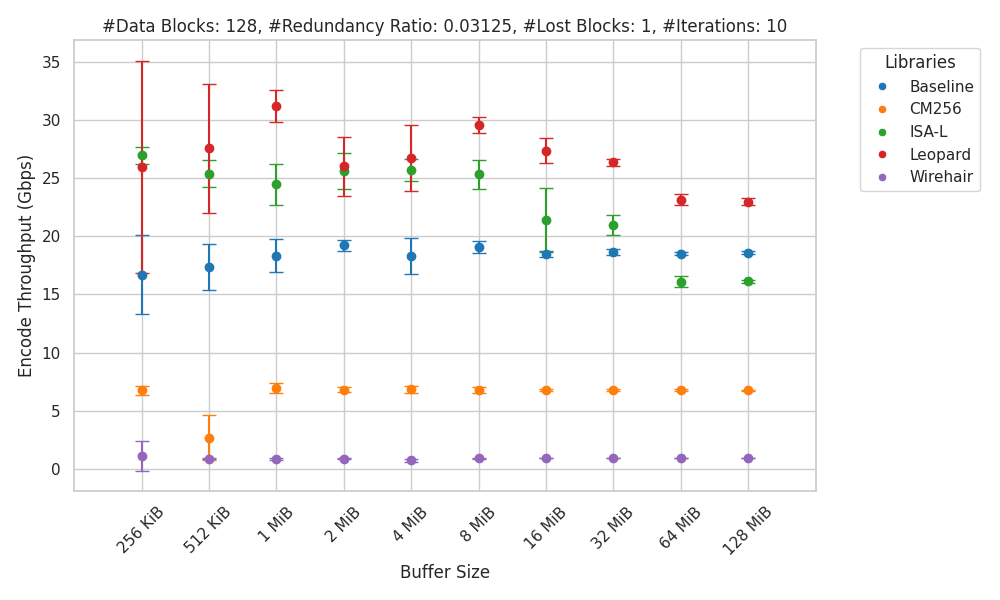 #Data Blocks: 128, #Redundancy Ratio: 0.03125, #Lost Blocks: 1, #Iterations: 10
Encode Throughput (Gbps)
35
30
25
20
15
10
5
0
256 KiB
512 KiB
1 MiB
2 MiB
4 MiB
8 MiB
16 MiB
32 MiB
64 MiB
128 MiB
Buffer Size
Libraries
Baseline
CM256
ISA-L
Leopard
Wirehair